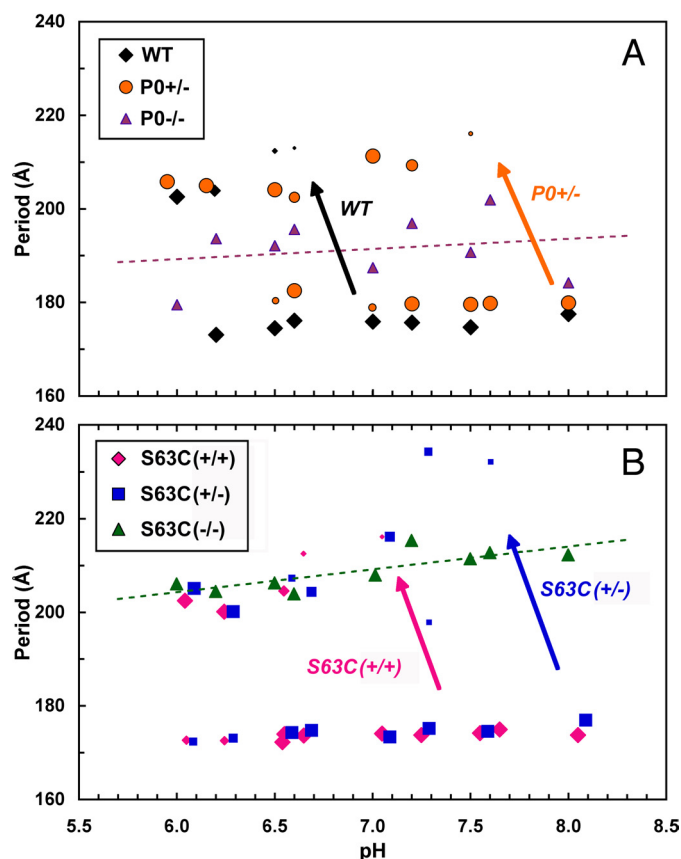 240
A
WT
P0+/-
P0-/-
220
WT
P0+/-
200
180
160
Period (Å)
240
B
S63C(+/+)
S63C(+/-)
S63C(-/-)
220
S63C(+/-)
200
S63C(+/+)
180
160
Period (Å)
5.5 6.0 6.5 7.0 7.5 8.0 8.5
pH